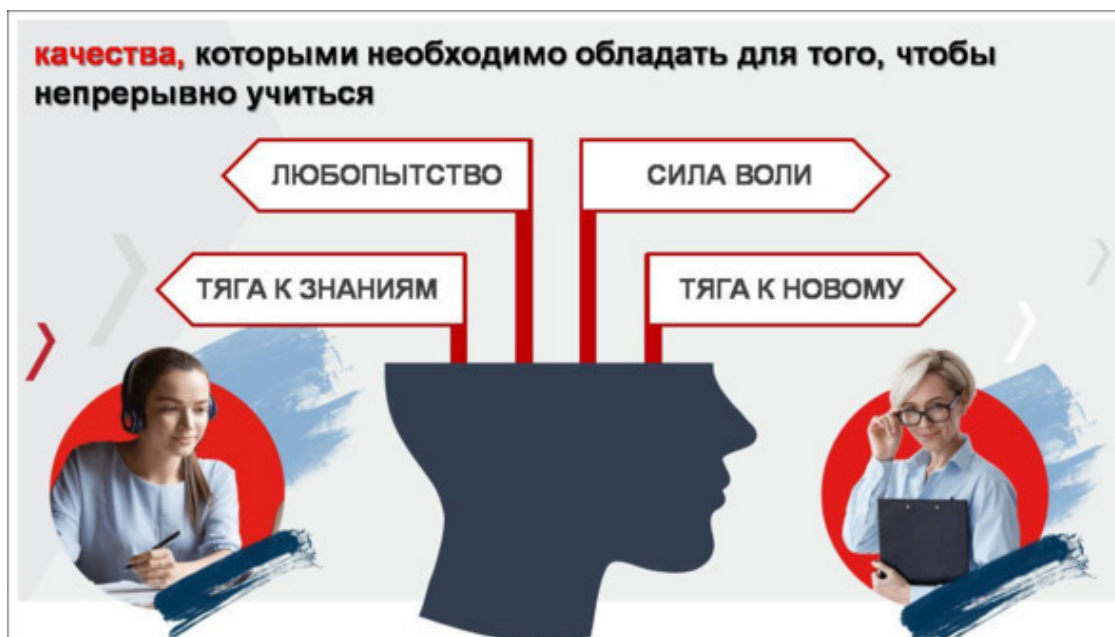 качества, которыми необходимо обладать для того, чтобы
непрерывно учиться
ЛЮБОПЫТСТВО
СИЛА ВОЛИ
ТЯГА К ЗНАНИЯМ
ТЯГА К НОВОМУ